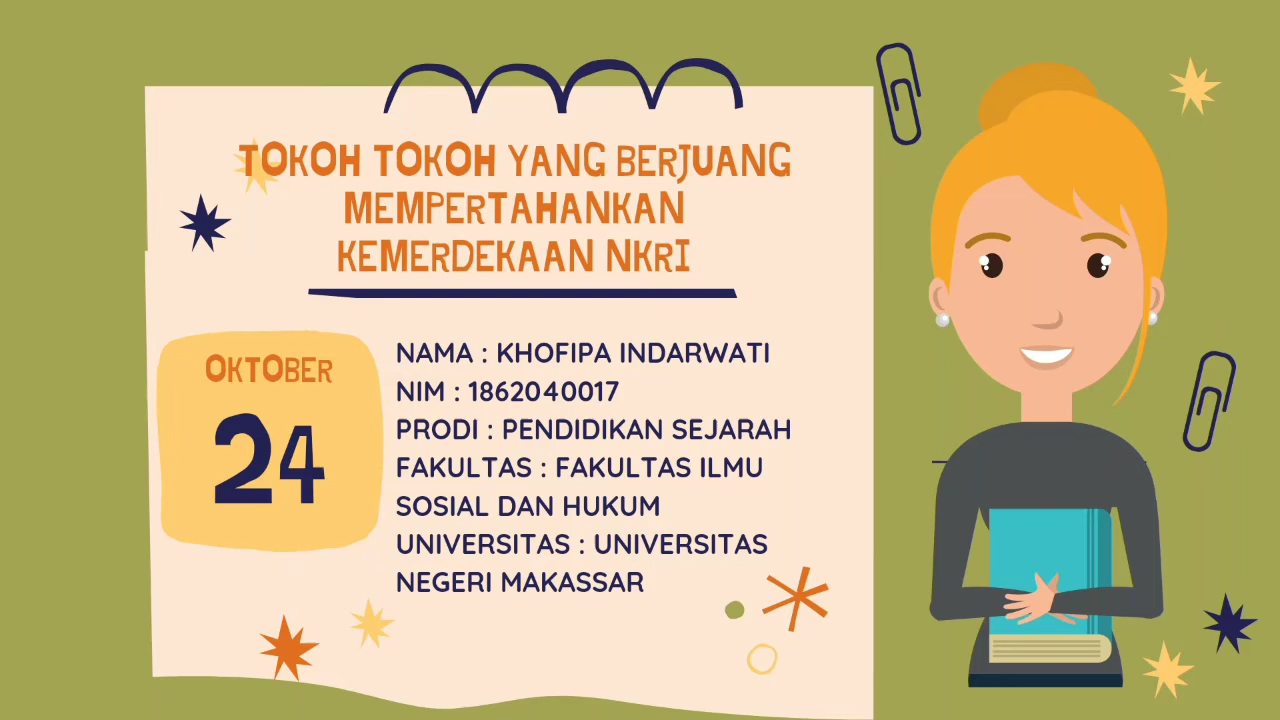 TOKOH TOKOH YANG BERJUANG
MEMPERTAHANKAN
KEMERDEKAAN NKRI
OKTOBER
24
NAMA : KHOFIPA INDARWATI
NIM : 1862040017
PRODI : PENDIDIKAN SEJARAH
FAKULTAS : FAKULTAS ILMU
SOSIAL DAN HUKUM
UNIVERSITAS : UNIVERSITAS
NEGERI MAKASSAR